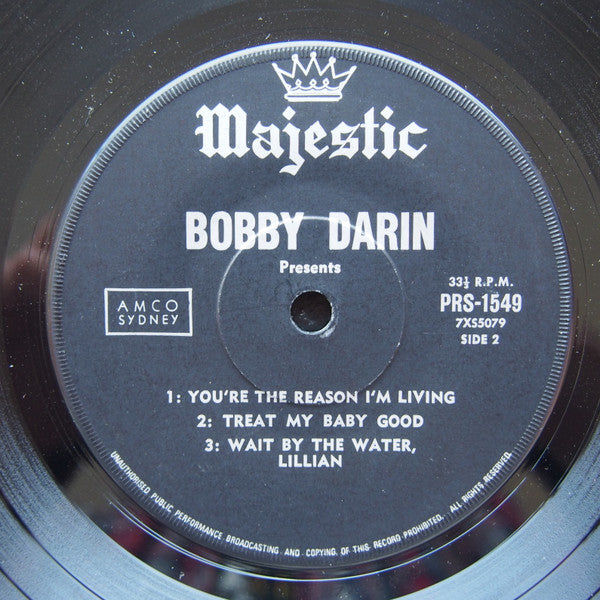 Majestic
BOBBY DARIN
Presents
AMCO
SYDNEY
33⅓ R.P.M.
PRS-1549
7XS5079
SIDE 2
1: YOU'RE THE REASON I'M LIVING
2: TREAT MY BABY GOOD
3: WAIT BY THE WATER,
LILLIAN
UNAUTHORISED PUBLIC PERFORMANCE BROADCASTING AND COPYING OF THIS RECORD PROHIBITED. ALL RIGHTS RESERVED.